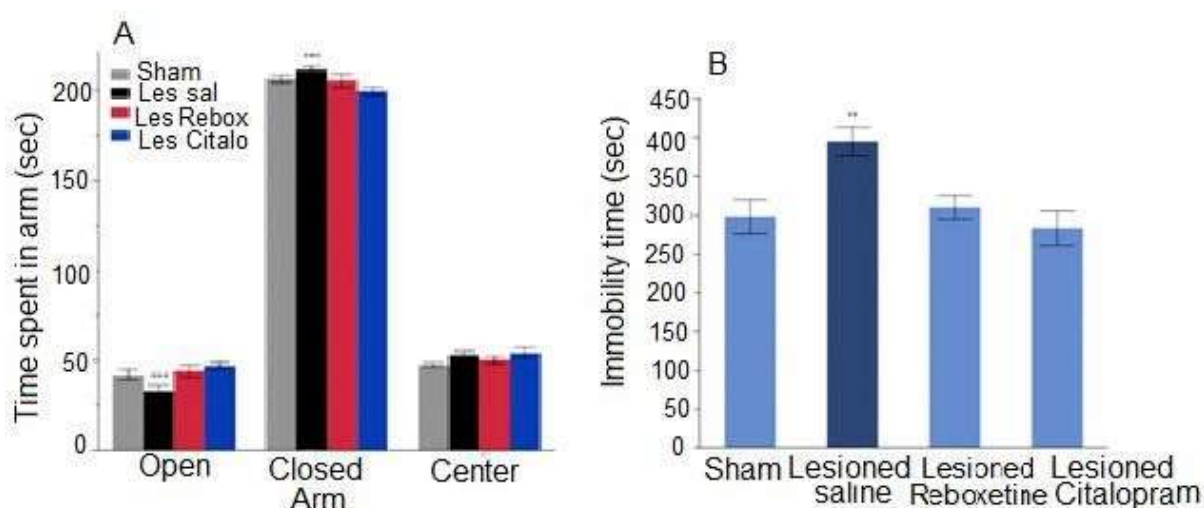 A
Sham
Les sal
Les Rebox
Les Citalo
Time spent in arm (sec)
200
150
100
50
0
***
***
Open
Closed
Arm
Center
B
Immobility time (sec)
450
400
350
300
250
200
150
100
50
0
**
Sham
Lesioned
saline
Lesioned
Reboxetine
Lesioned
Citalopram